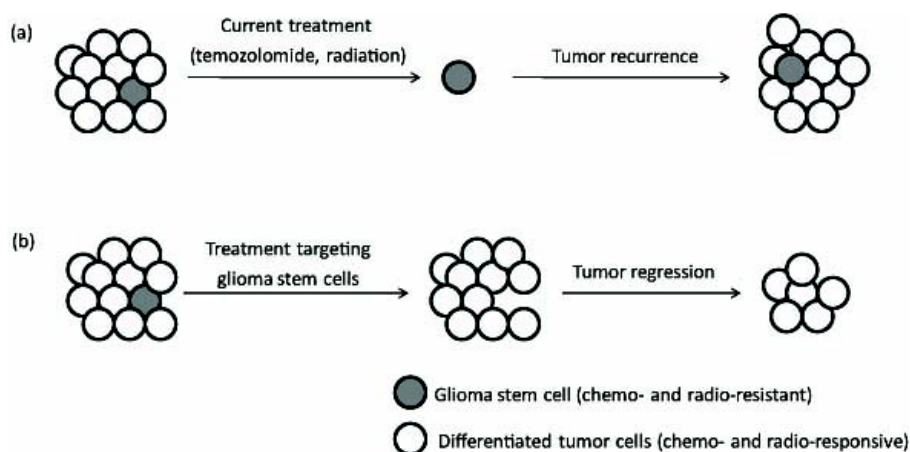 (a)
Current treatment
(temozolomide, radiation)
Tumor recurrence
(b)
Treatment targeting
glioma stem cells
Tumor regression
Glioma stem cell (chemo- and radio-resistant)
Differentiated tumor cells (chemo- and radio-responsive)